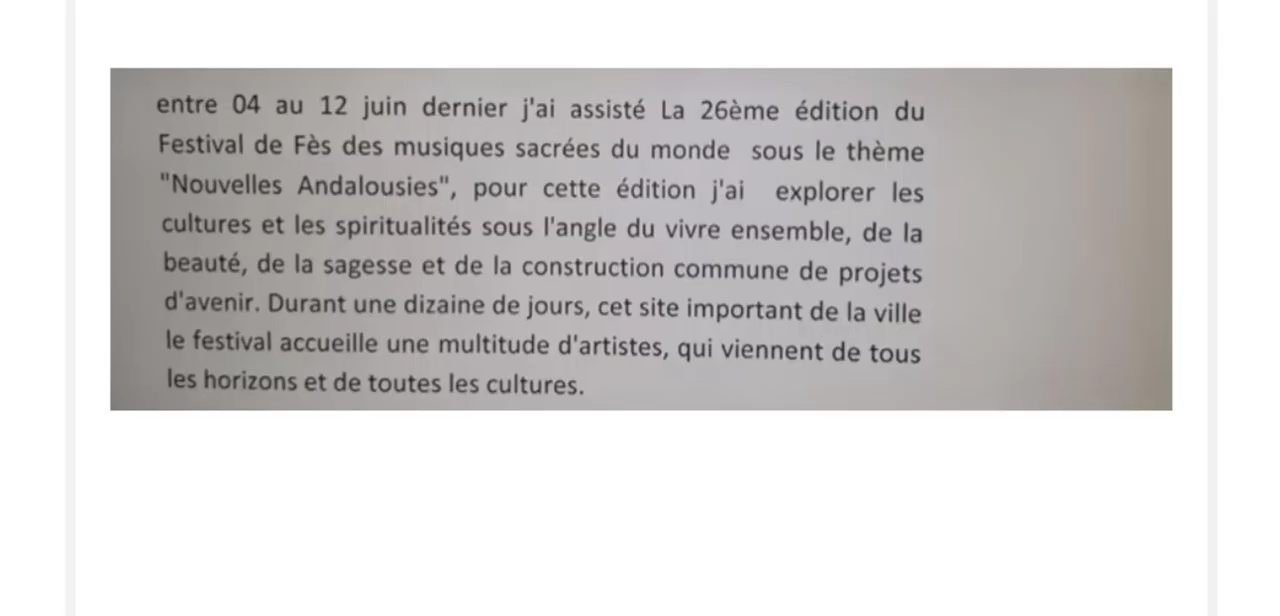 entre 04 au 12 juin dernier j'ai assisté La 26ème édition du
Festival de Fès des musiques sacrées du monde sous le thème
"Nouvelles Andalousies", pour cette édition j'ai explorer les
cultures et les spiritualités sous l'angle du vivre ensemble, de la
beauté, de la sagesse et de la construction commune de projets
d'avenir. Durant une dizaine de jours, cet site important de la ville
le festival accueille une multitude d'artistes, qui viennent de tous
les horizons et de toutes les cultures.